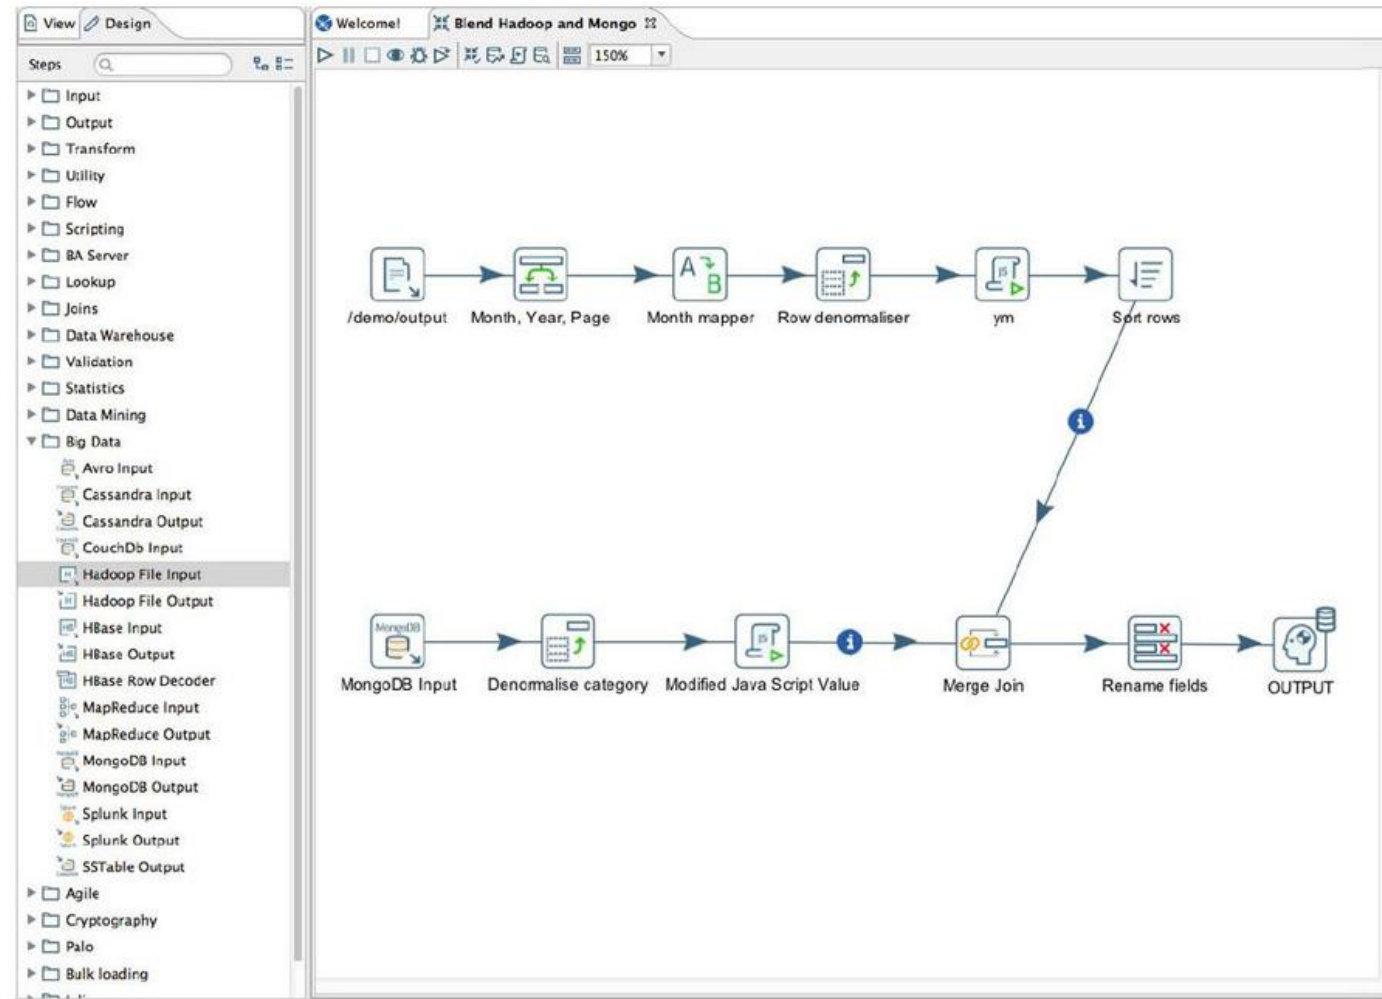 View Design
Welcome! Blend Hadoop and Mongo
Steps
150%
Input
Output
Transform
Utility
Flow
Scripting
BA Server
Lookup
Joins
Data Warehouse
Validation
Statistics
Data Mining
Big Data
Avro Input
Cassandra Input
Cassandra Output
CouchDb Input
Hadoop File Input
Hadoop File Output
HBase Input
HBase Output
HBase Row Decoder
MapReduce Input
MapReduce Output
MongoDB Input
MongoDB Output
Splunk Input
Splunk Output
SSTable Output
Agile
Cryptography
Palo
Bulk loading
A B
JS
/demo/output Month, Year, Page Month mapper Row denomaliser ym Sort rows
i
MongoDB
JS
i
MongoDB Input Denormalise category Modified Java Script Value Merge Join Rename fields OUTPUT